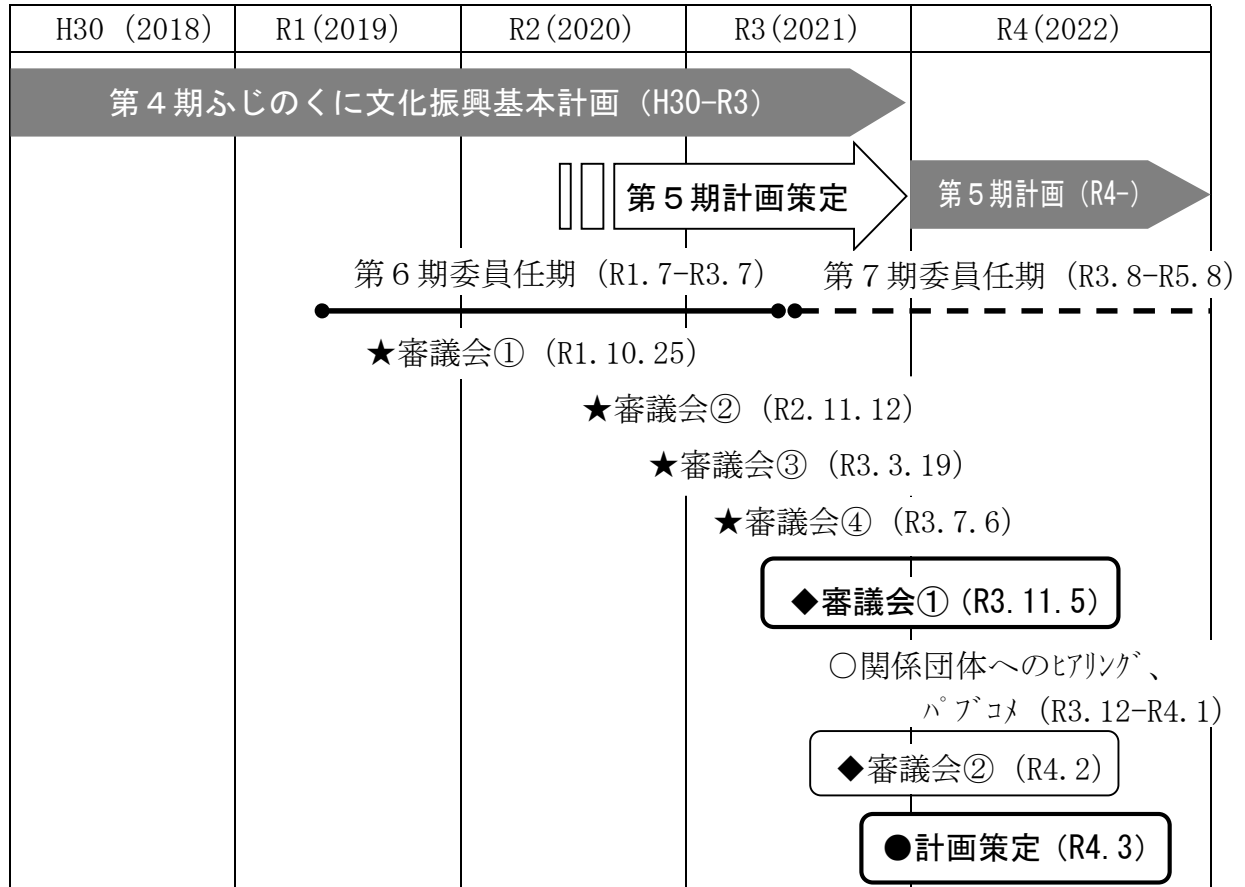 H30 (2018) R1(2019) R2(2020) R3(2021) R4(2022)
第４期ふじのくに文化振興基本計画（H30-R3）
第５期計画策定 第５期計画（R4-）
第６期委員任期（R1.7-R3.7） 第７期委員任期（R3.8-R5.8）
★審議会①（R1.10.25）
★審議会②（R2.11.12）
★審議会③（R3.3.19）
★審議会④（R3.7.6）
◆審議会①（R3.11.5）
○関係団体へのﾋｱﾘﾝｸﾞ、
ﾊﾟﾌﾞｺﾒ（R3.12-R4.1）
◆審議会②（R4.2）
●計画策定（R4.3）